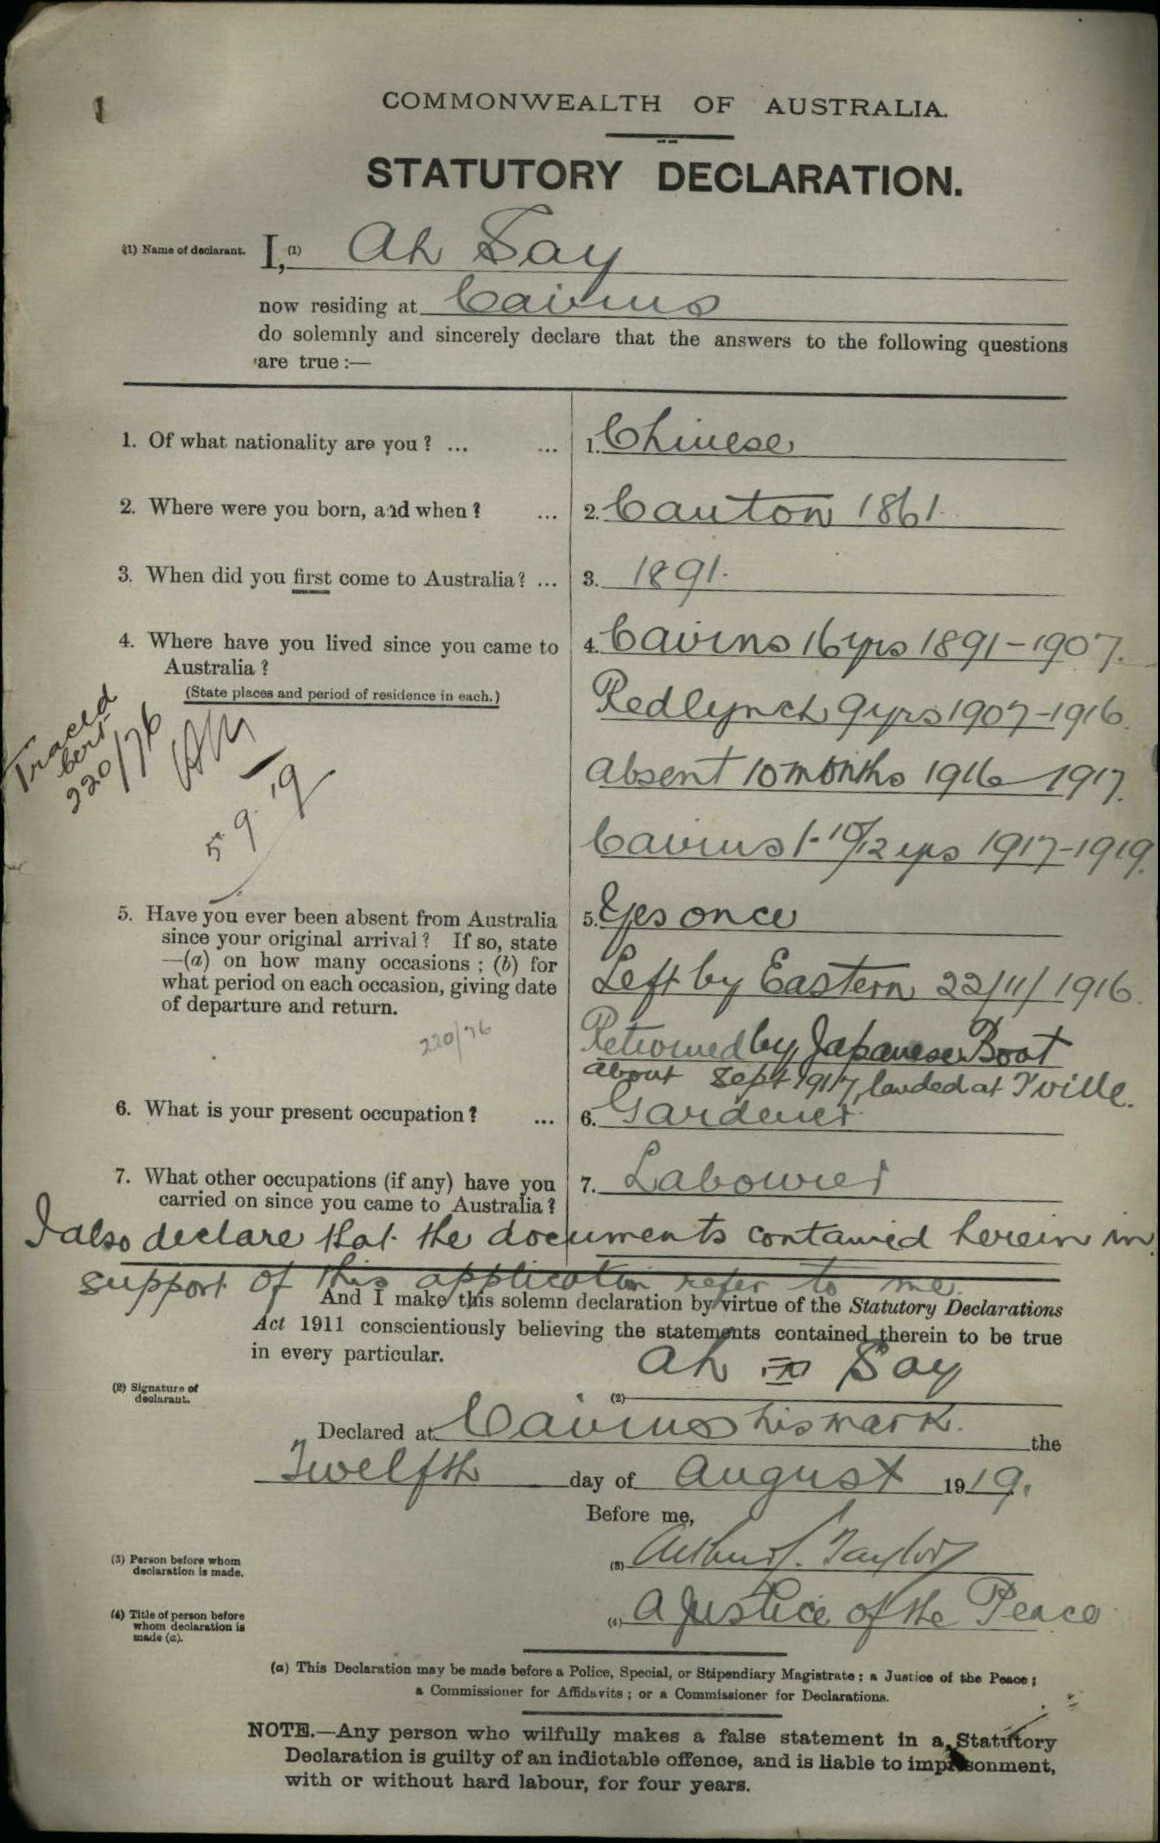 COMMONWEALTH OF AUSTRALIA.
STATUTORY DECLARATION.
(1) Name of declarant. I,(1) Ah Say
now residing at Cairns
do solemnly and sincerely declare that the answers to the following questions
are true :—
1. Of what nationality are you ? ... ... 1. Chinese
2. Where were you born, and when ? ... 2. Canton 1861.
3. When did you first come to Australia ? ... 3. 1891.
4. Where have you lived since you came to 4. Cairns 16 yrs 1891-1907.
Australia ?
(State places and period of residence in each.)
Redlynch 9 yrs 1907-1916.
Traced
Cert
220/76
absent 10 months 1916-1917.
5 9 19
Cairns 1-10/12 yrs 1917-1919.
5. Have you ever been absent from Australia 5. Yes once
since your original arrival ? If so, state
—(a) on how many occasions ; (b) for
what period on each occasion, giving date
of departure and return.
Left by Eastern 22/11/1916.
220/76
Returned by Japanese Boat
about Sept 1917, landed at T'ville.
6. What is your present occupation ? ... 6. Gardener.
7. What other occupations (if any) have you 7. Labourer
carried on since you came to Australia ?
I also declare that the documents contained herein in
support of this application refer to me.
And I make this solemn declaration by virtue of the Statutory Declarations
Act 1911 conscientiously believing the statements contained therein to be true
in every particular.
Ah Say
(2) Signature of
declarant.
(2)
Declared at Cairns his mark. the
Twelfth day of August 1919.
Before me,
(3) Person before whom
declaration is made.
(3) Arthur J. Taylor
(4) Title of person before
whom declaration is
made (a).
(4) A Justice of the Peace
(a) This Declaration may be made before a Police, Special, or Stipendiary Magistrate ; a Justice of the Peace ;
a Commissioner for Affidavits ; or a Commissioner for Declarations.
NOTE.—Any person who wilfully makes a false statement in a Statutory
Declaration is guilty of an indictable offence, and is liable to imprisonment,
with or without hard labour, for four years.